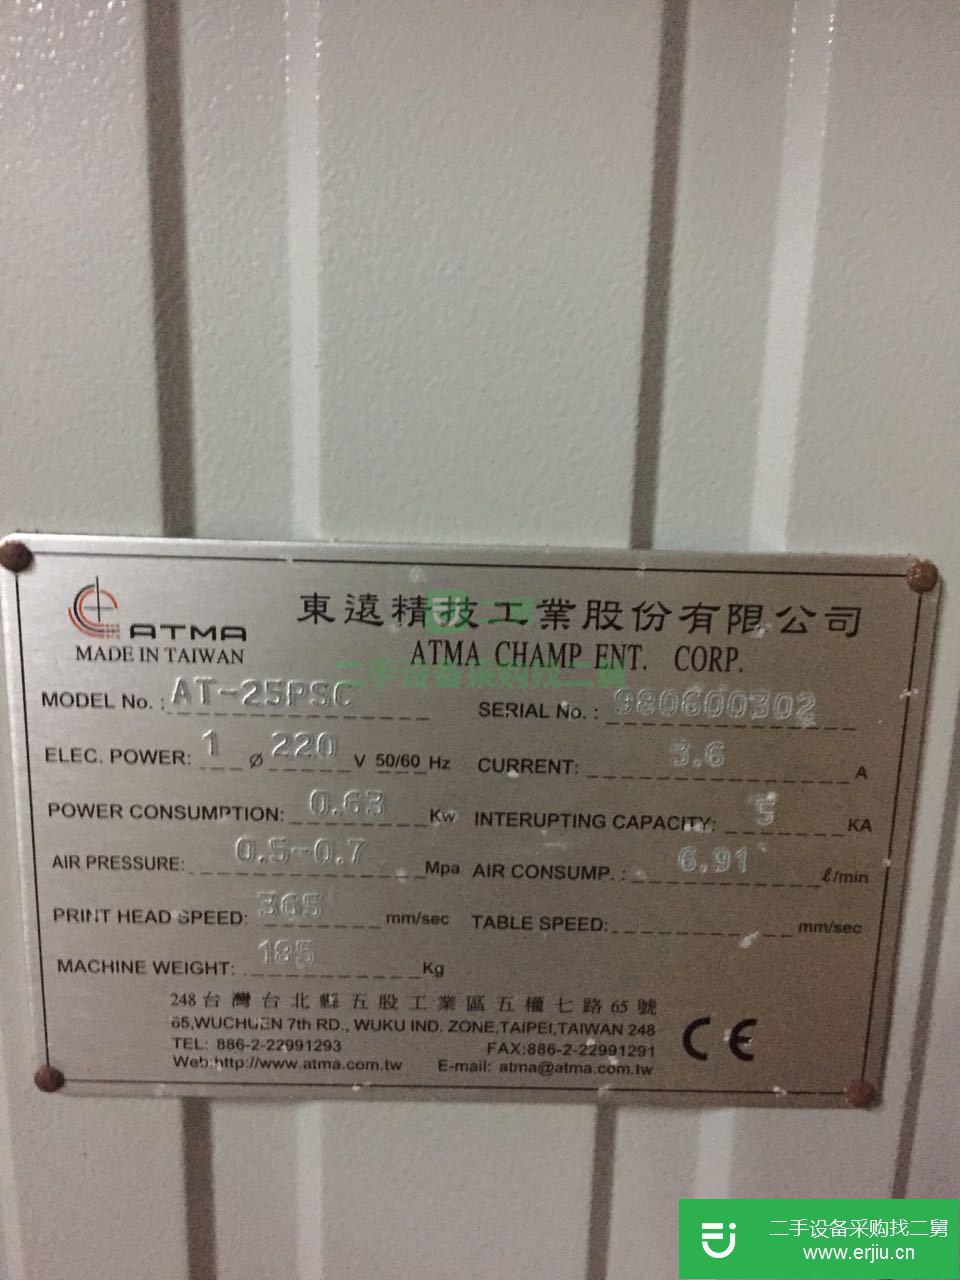 ATMA
MADE IN TAIWAN
東遠精技工業股份有限公司
ATMA CHAMP ENT. CORP.
二手设备采购找二舅
MODEL No. : AT-25PSC
SERIAL No. : 980600302
ELEC. POWER: 1 Ø 220 V 50/60 Hz
CURRENT: 3.6 A
POWER CONSUMPTION: 0.63 Kw
INTERUPTING CAPACITY: 5 KA
AIR PRESSURE: 0.5~0.7 Mpa
AIR CONSUMP. : 6.91 ℓ/min
PRINT HEAD SPEED: 365 mm/sec
TABLE SPEED: mm/sec
MACHINE WEIGHT: 185 Kg
248 台灣台北縣五股工業區五權七路 65 號
65,WUCHUEN 7th RD., WUKU IND. ZONE,TAIPEI,TAIWAN 248
TEL: 886-2-22991293 FAX:886-2-22991291
Web:http://www.atma.com.tw E-mail: atma@atma.com.tw
CE
二手设备采购找二舅
www.erjiu.cn